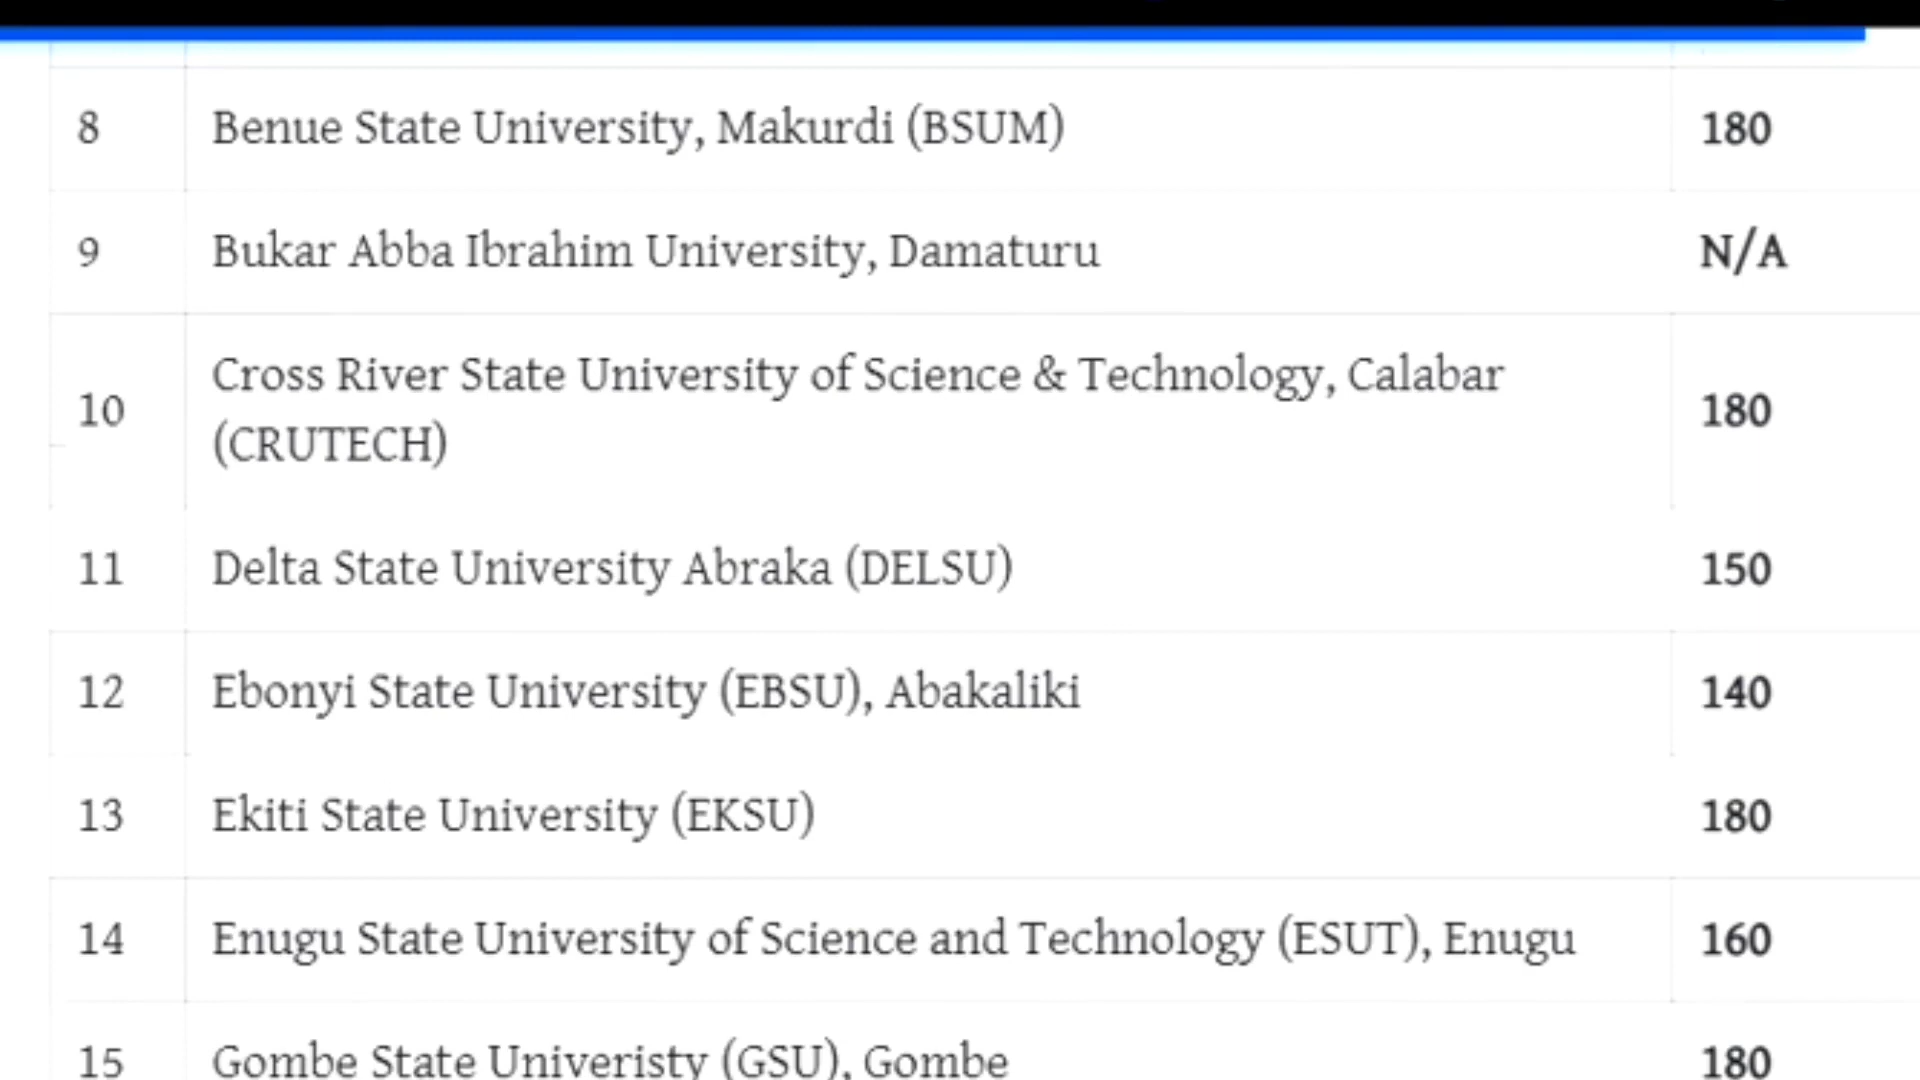 8 Benue State University, Makurdi (BSUM) 180
9 Bukar Abba Ibrahim University, Damaturu N/A
10 Cross River State University of Science & Technology, Calabar
(CRUTECH) 180
11 Delta State University Abraka (DELSU) 150
12 Ebonyi State University (EBSU), Abakaliki 140
13 Ekiti State University (EKSU) 180
14 Enugu State University of Science and Technology (ESUT), Enugu 160
15 Gombe State Univeristy (GSU), Gombe 180